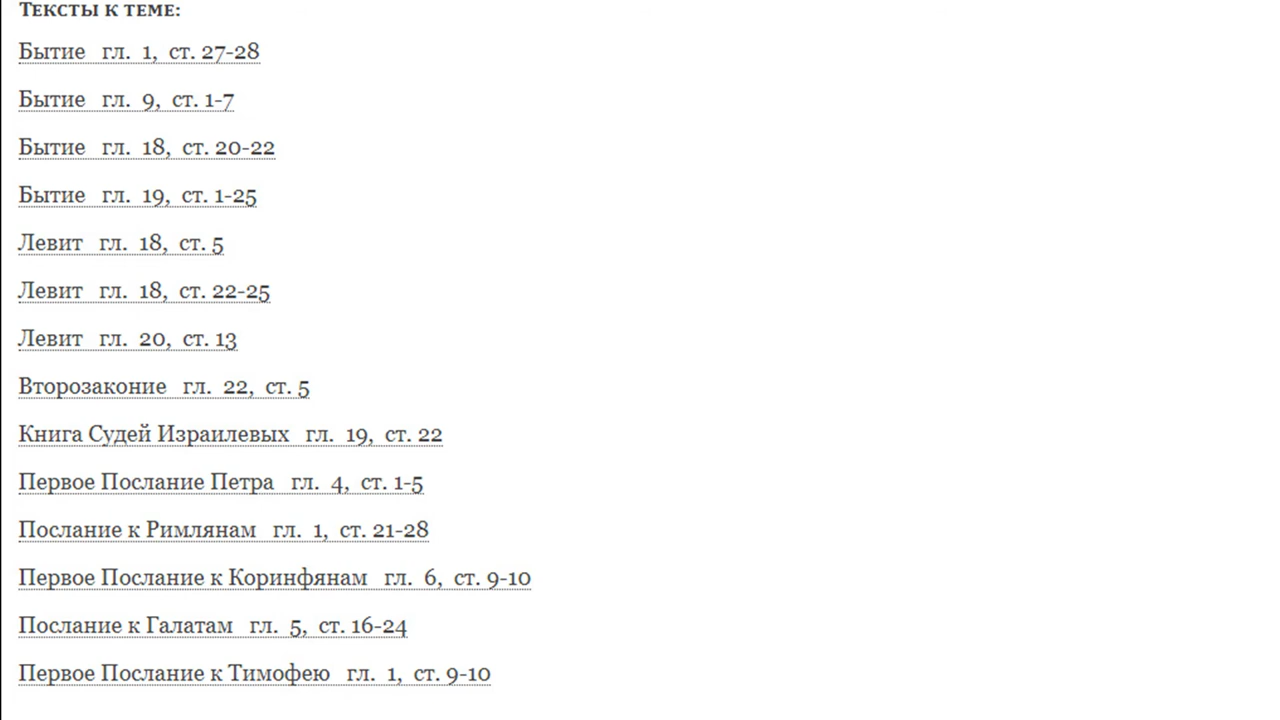 Тексты к теме:
Бытие гл. 1, ст. 27-28
Бытие гл. 9, ст. 1-7
Бытие гл. 18, ст. 20-22
Бытие гл. 19, ст. 1-25
Левит гл. 18, ст. 5
Левит гл. 18, ст. 22-25
Левит гл. 20, ст. 13
Второзаконие гл. 22, ст. 5
Книга Судей Израилевых гл. 19, ст. 22
Первое Послание Петра гл. 4, ст. 1-5
Послание к Римлянам гл. 1, ст. 21-28
Первое Послание к Коринфянам гл. 6, ст. 9-10
Послание к Галатам гл. 5, ст. 16-24
Первое Послание к Тимофею гл. 1, ст. 9-10